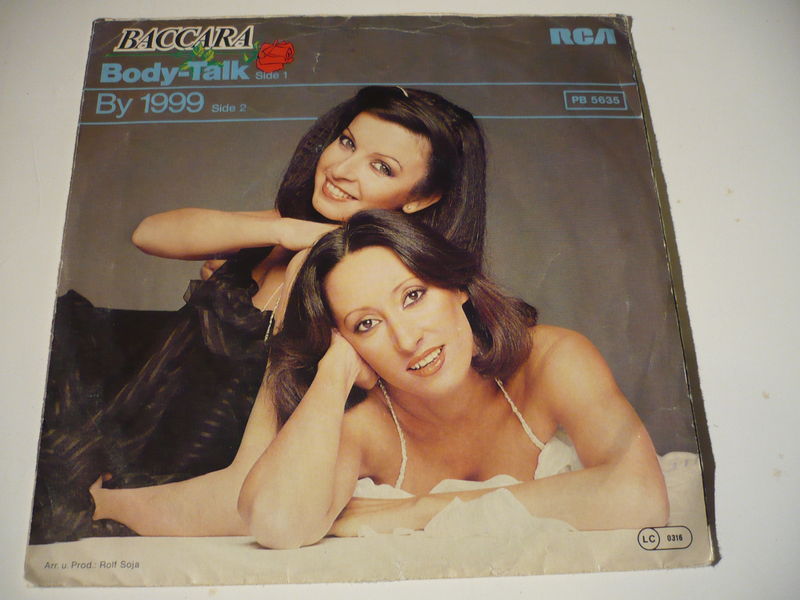 BACCARA
RCA
Body-Talk Side 1
By 1999 Side 2
PB 5635
LC 0316
Arr. u. Prod.: Rolf Soja